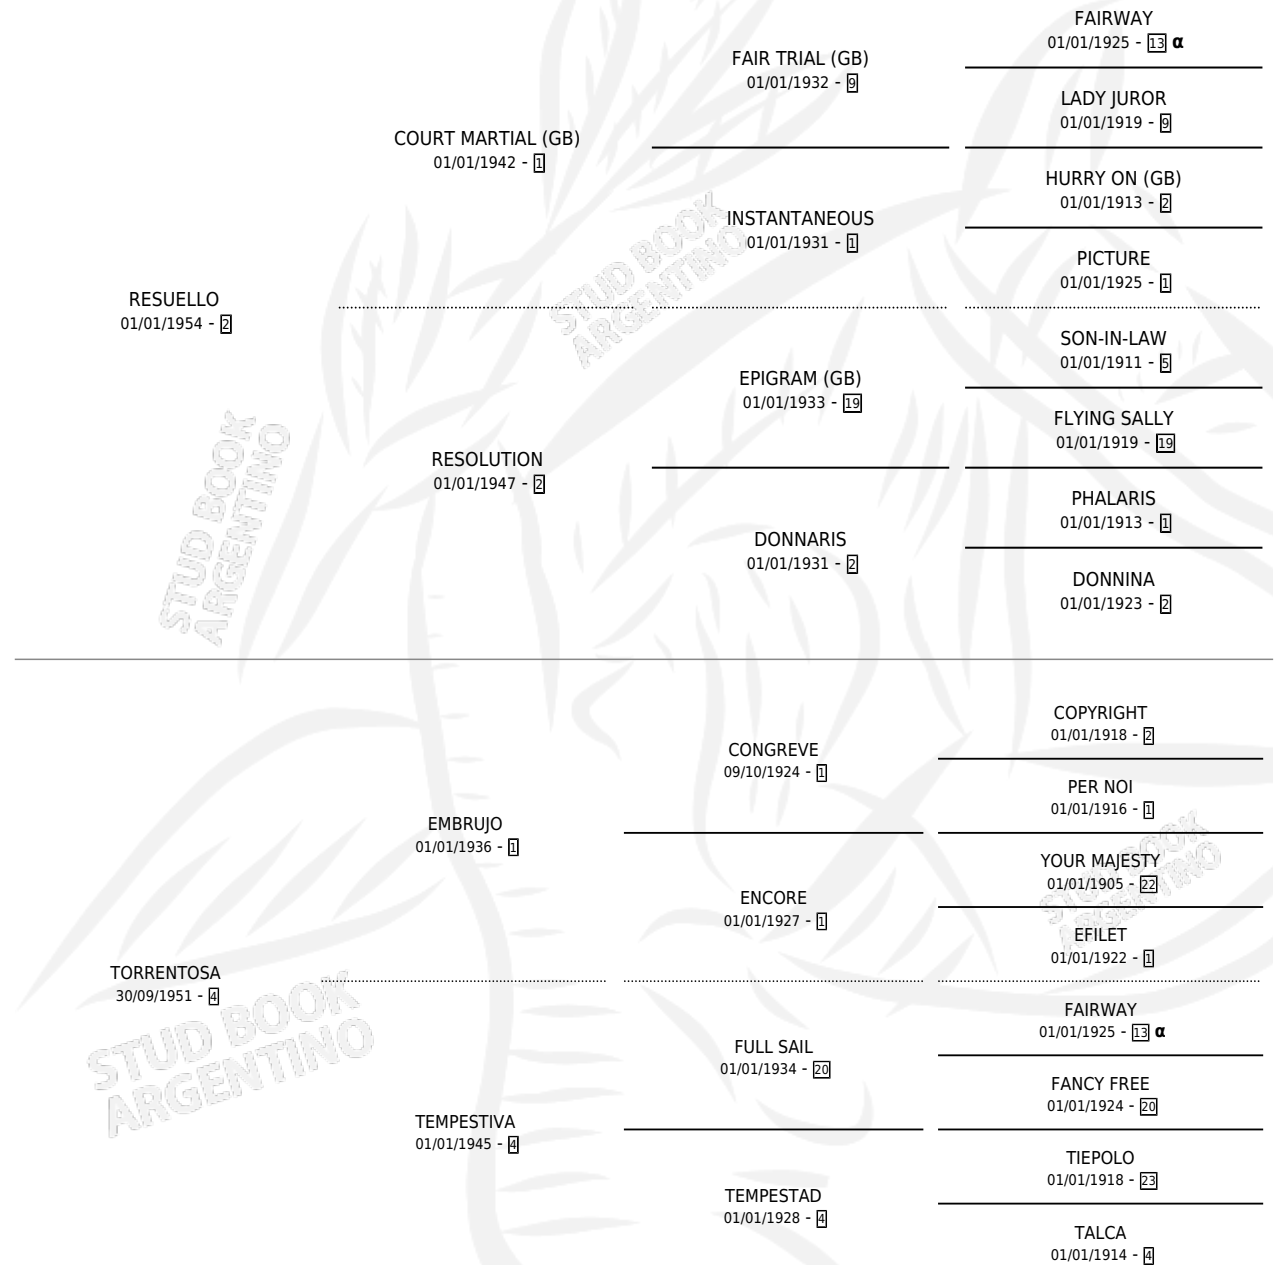 FAIRWAY
01/01/1925 - 13 α
FAIR TRIAL (GB)
01/01/1932 - 9
LADY JUROR
01/01/1919 - 9
COURT MARTIAL (GB)
01/01/1942 - 1
HURRY ON (GB)
01/01/1913 - 2
INSTANTANEOUS
01/01/1931 - 1
PICTURE
01/01/1925 - 1
RESUELLO
01/01/1954 - 2
SON-IN-LAW
01/01/1911 - 5
EPIGRAM (GB)
01/01/1933 - 19
FLYING SALLY
01/01/1919 - 19
RESOLUTION
01/01/1947 - 2
PHALARIS
01/01/1913 - 1
DONNARIS
01/01/1931 - 2
DONNINA
01/01/1923 - 2
COPYRIGHT
01/01/1918 - 2
CONGREVE
09/10/1924 - 1
PER NOI
01/01/1916 - 1
EMBRUJO
01/01/1936 - 1
YOUR MAJESTY
01/01/1905 - 22
ENCORE
01/01/1927 - 1
EFILET
01/01/1922 - 1
TORRENTOSA
30/09/1951 - 4
FAIRWAY
01/01/1925 - 13 α
FULL SAIL
01/01/1934 - 20
FANCY FREE
01/01/1924 - 20
TEMPESTIVA
01/01/1945 - 4
TIEPOLO
01/01/1918 - 23
TEMPESTAD
01/01/1928 - 4
TALCA
01/01/1914 - 4
STUD BOOK
ARGENTINO
STUD BOOK
ARGENTINO
STUD BOOK
ARGENTINO
STUD BOOK
ARGENTINO